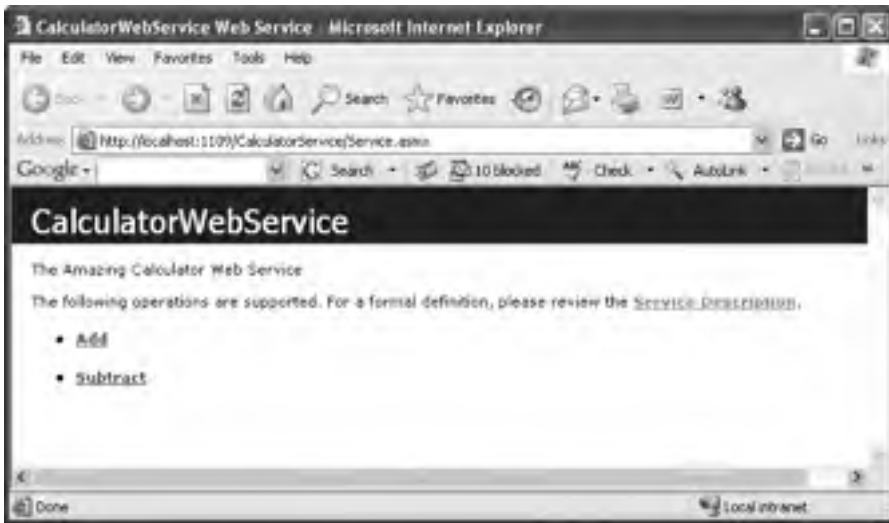 CalculatorWebService Web Service - Microsoft Internet Explorer
File Edit View Favorites Tools Help
Back Search Favorites
Address http://localhost:1109/CalculatorService/Service.asmx Go Links
Google Search 10 blocked Check AutoLink
CalculatorWebService
The Amazing Calculator Web Service
The following operations are supported. For a formal definition, please review the Service Description.
• Add
• Subtract
Done Local intranet